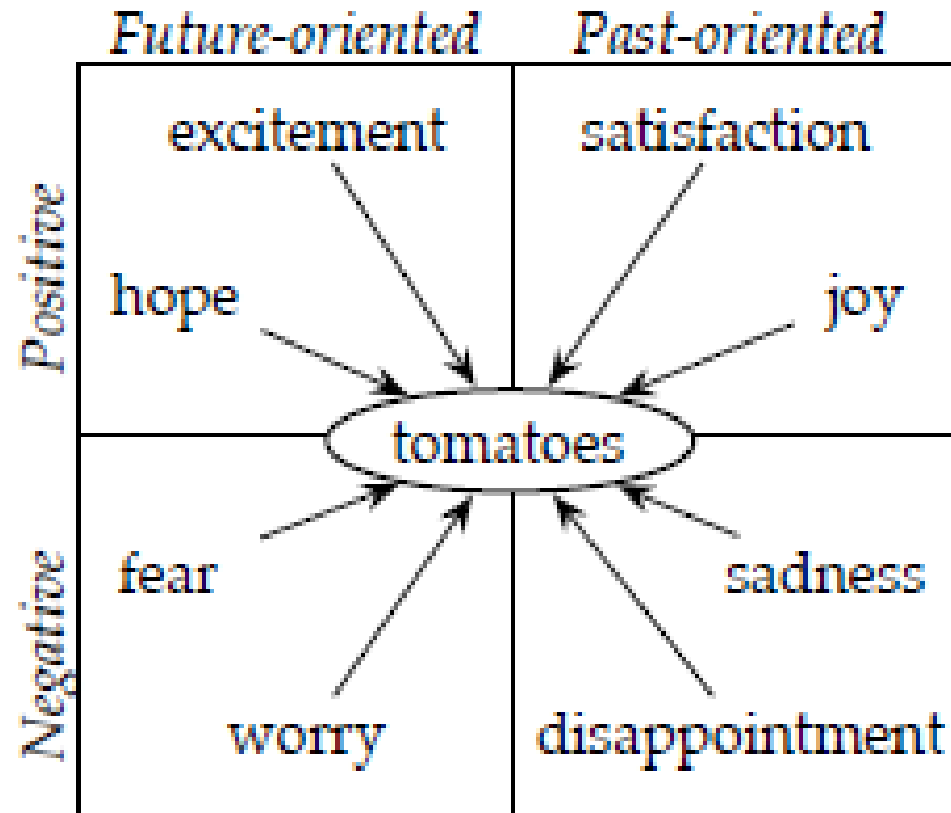 Future-oriented Past-oriented
Positive
excitement satisfaction
hope joy
tomatoes
Negative
fear sadness
worry disappointment